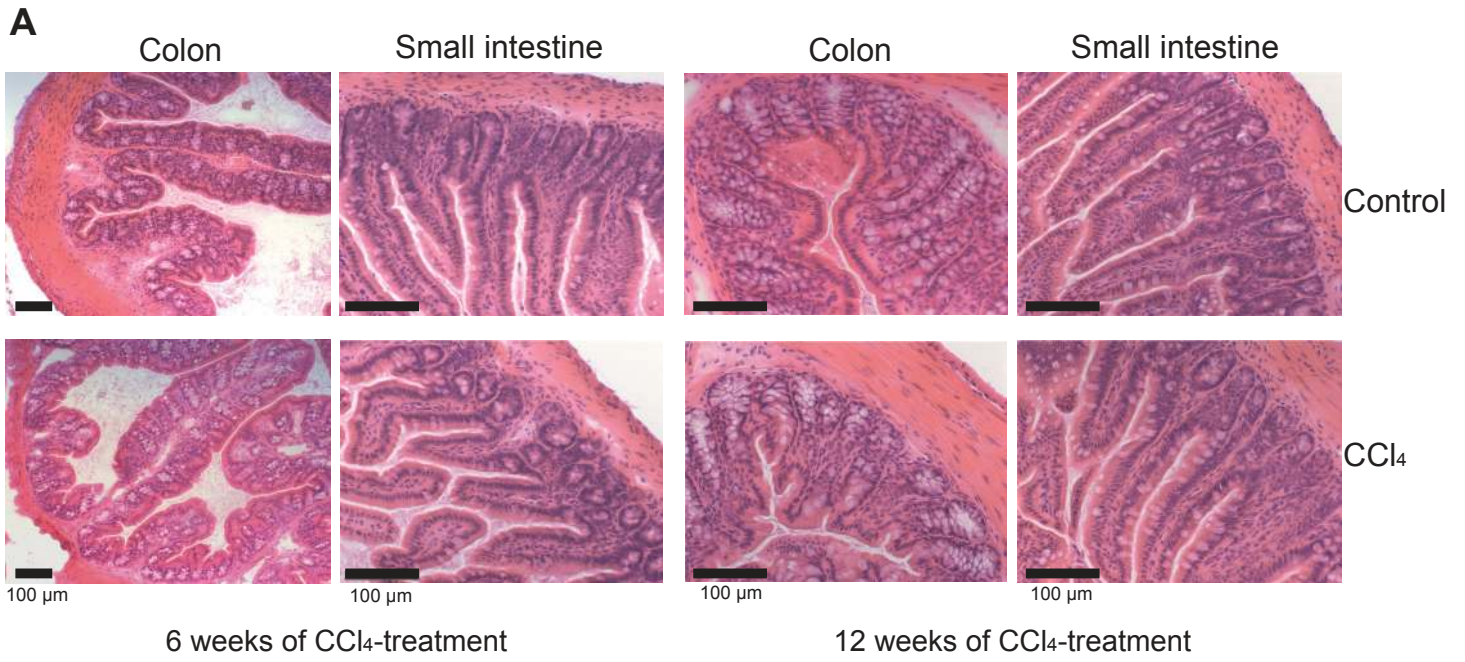 A
Colon
Small intestine
Colon
Small intestine
Control
CCl₄
100 µm
100 µm
100 µm
100 µm
6 weeks of CCl₄-treatment
12 weeks of CCl₄-treatment